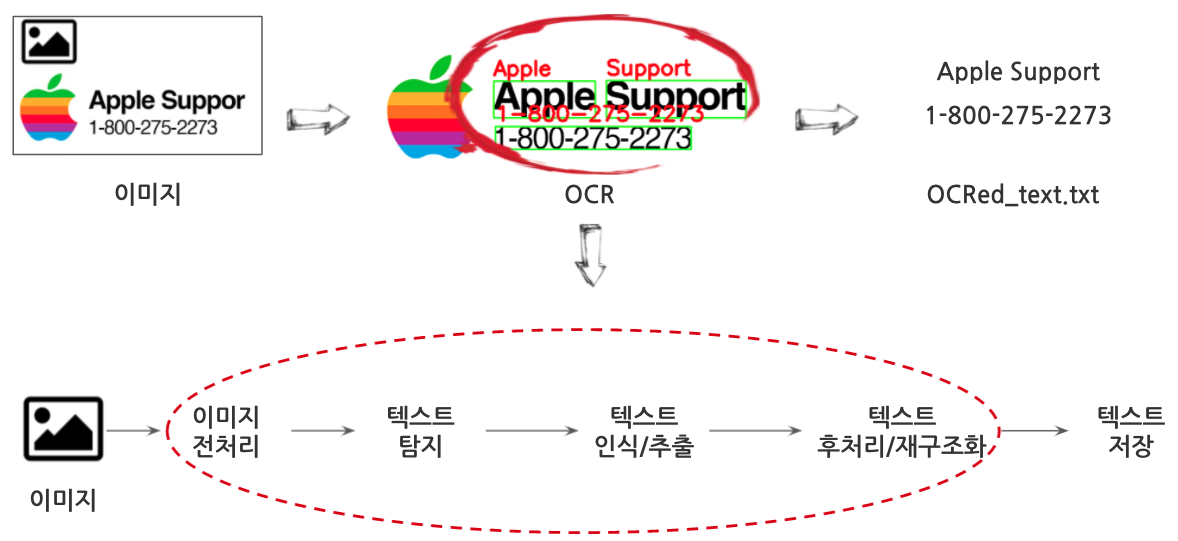 Apple Suppor
1-800-275-2273
이미지
Apple Support
Apple Support
1-800-275-2273
1-800-275-2273
OCR
Apple Support
1-800-275-2273
OCRed_text.txt
이미지
이미지
전처리
텍스트
탐지
텍스트
인식/추출
텍스트
후처리/재구조화
텍스트
저장